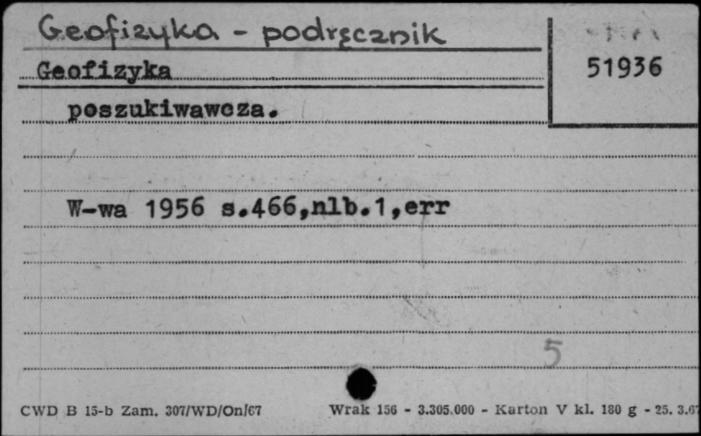 Geofizyka - podręcznik
Geofizyka
51936
poszukiwawcza.
W-wa 1956 s.466,nlb.1,err
5
CWD B 15-b Zam. 307/WD/On/67 Wrak 156 - 3.305.000 - Karton V kl. 180 g - 25. 3.67